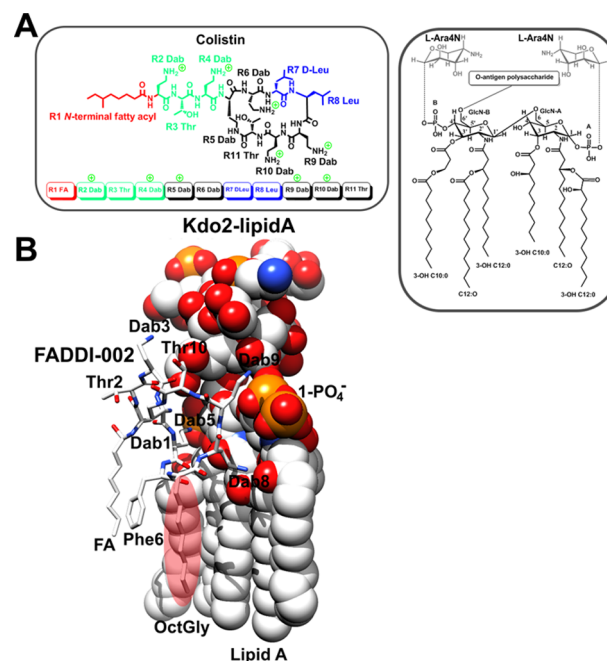 A
Colistin
R2 Dab
R4 Dab
R6 Dab
R7 D-Leu
R8 Leu
NH2
NH2
R1 N-terminal fatty acyl
R3 Thr
R5 Dab
R11 Thr
R9 Dab
R10 Dab
R1 FA R2 Dab R3 Thr R4 Dab R5 Dab R6 Dab R7 DLeu R8 Leu R9 Dab R10 Dab R11 Thr
L-Ara4N L-Ara4N
O-antigen polysaccharide
B
GlcN-B
GlcN-A
A
3-OH C10:0
3-OH C12:0
C12:O
3-OH C10:0
C12:O
3-OH C12:0
Kdo2-lipidA
B
Dab3
FADDI-002
Thr10
Dab9
Thr2
1-PO4-
Dab1
Dab5
Dab8
FA
Phe6
OctGly
Lipid A